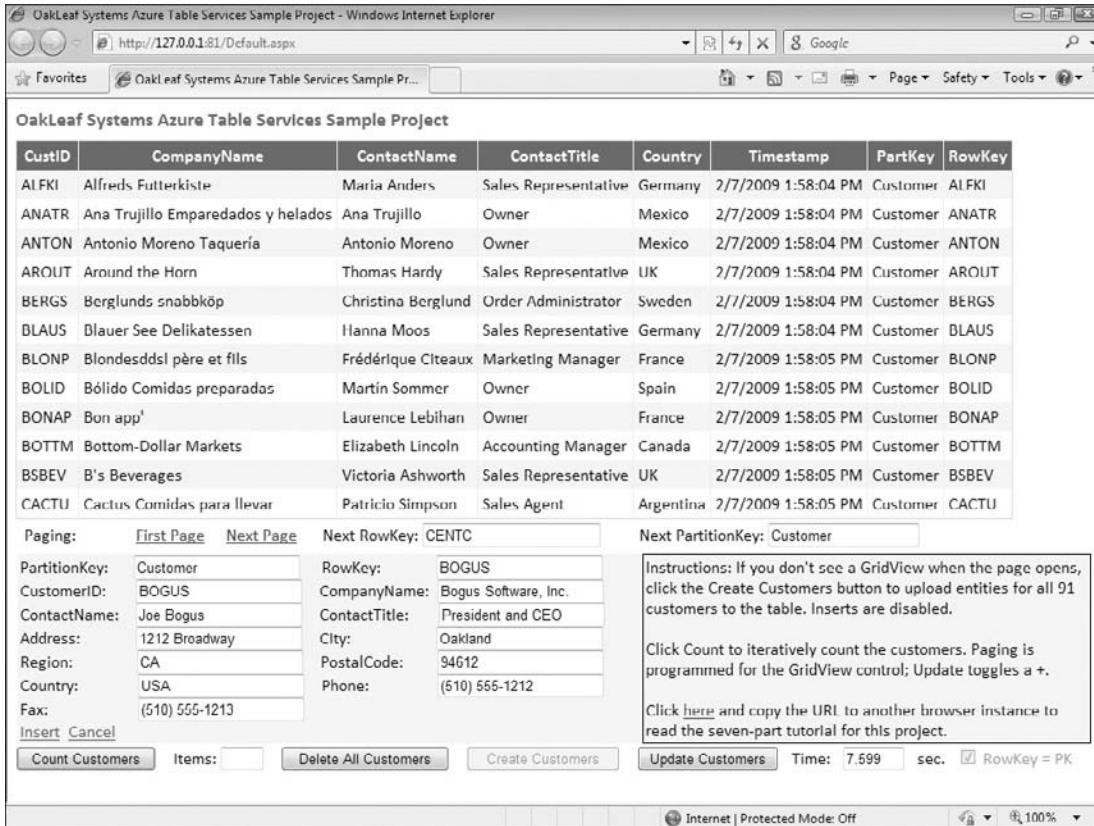 OakLeaf Systems Azure Table Services Sample Project - Windows Internet Explorer
http://127.0.0.1:81/Default.aspx
Google
Favorites OakLeaf Systems Azure Table Services Sample Pr... Page Safety Tools
OakLeaf Systems Azure Table Services Sample Project
CustID CompanyName ContactName ContactTitle Country Timestamp PartKey RowKey
ALFKI Alfreds Futterkiste Maria Anders Sales Representative Germany 2/7/2009 1:58:04 PM Customer ALFKI
ANATR Ana Trujillo Emparedados y helados Ana Trujillo Owner Mexico 2/7/2009 1:58:04 PM Customer ANATR
ANTON Antonio Moreno Taquería Antonio Moreno Owner Mexico 2/7/2009 1:58:04 PM Customer ANTON
AROUT Around the Horn Thomas Hardy Sales Representative UK 2/7/2009 1:58:04 PM Customer AROUT
BERGS Berglunds snabbköp Christina Berglund Order Administrator Sweden 2/7/2009 1:58:04 PM Customer BERGS
BLAUS Blauer See Delikatessen Hanna Moos Sales Representative Germany 2/7/2009 1:58:04 PM Customer BLAUS
BLONP Blondesddsl père et fils Frédérique Citeaux Marketing Manager France 2/7/2009 1:58:05 PM Customer BLONP
BOLID Bólido Comidas preparadas Martín Sommer Owner Spain 2/7/2009 1:58:05 PM Customer BOLID
BONAP Bon app' Laurence Lebihan Owner France 2/7/2009 1:58:05 PM Customer BONAP
BOTTM Bottom-Dollar Markets Elizabeth Lincoln Accounting Manager Canada 2/7/2009 1:58:05 PM Customer BOTTM
BSBEV B's Beverages Victoria Ashworth Sales Representative UK 2/7/2009 1:58:05 PM Customer BSBEV
CACTU Cactus Comidas para llevar Patricio Simpson Sales Agent Argentina 2/7/2009 1:58:05 PM Customer CACTU
Paging: First Page Next Page Next RowKey: CENTC Next PartitionKey: Customer
PartitionKey: Customer RowKey: BOGUS
CustomerID: BOGUS CompanyName: Bogus Software, Inc.
ContactName: Joe Bogus ContactTitle: President and CEO
Address: 1212 Broadway City: Oakland
Region: CA PostalCode: 94612
Country: USA Phone: (510) 555-1212
Fax: (510) 555-1213
Insert Cancel
Instructions: If you don't see a GridView when the page opens,
click the Create Customers button to upload entities for all 91
customers to the table. Inserts are disabled.
Click Count to iteratively count the customers. Paging is
programmed for the GridView control; Update toggles a +.
Click here and copy the URL to another browser instance to
read the seven-part tutorial for this project.
Count Customers Items: Delete All Customers Create Customers Update Customers Time: 7.599 sec. RowKey = PK
Internet | Protected Mode: Off 100%